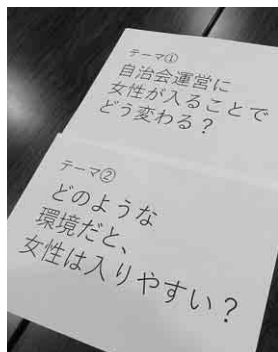 テーマ①
自治会運営に
女性が入ることで
どう変わる？
テーマ②
どのような
環境だと、
女性は入りやすい？